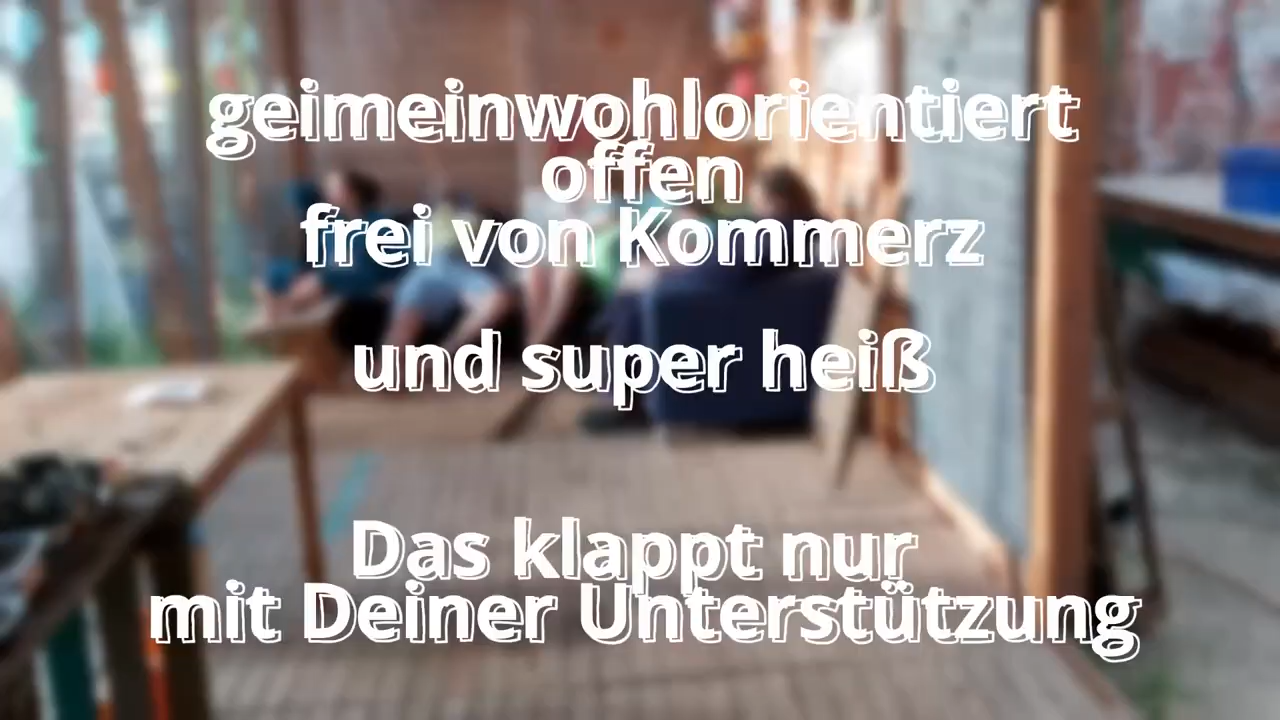 geimeinwohlorientiert
offen
frei von Kommerz
und super heiß
Das klappt nur
mit Deiner Unterstützung